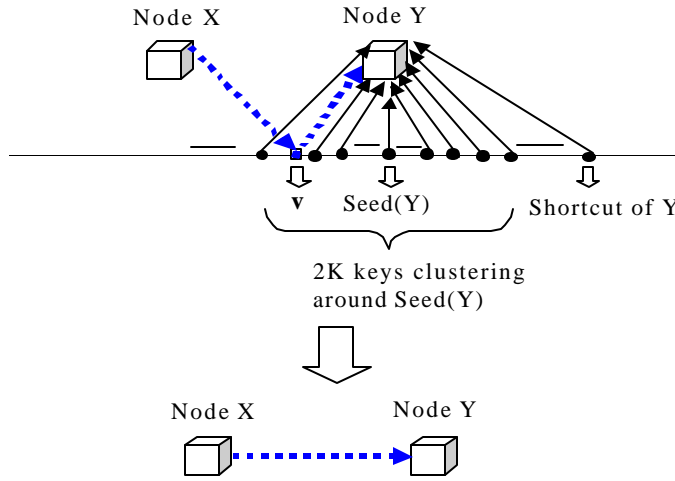 Node X
Node Y
v
Seed(Y)
Shortcut of Y
2K keys clustering
around Seed(Y)
Node X
Node Y